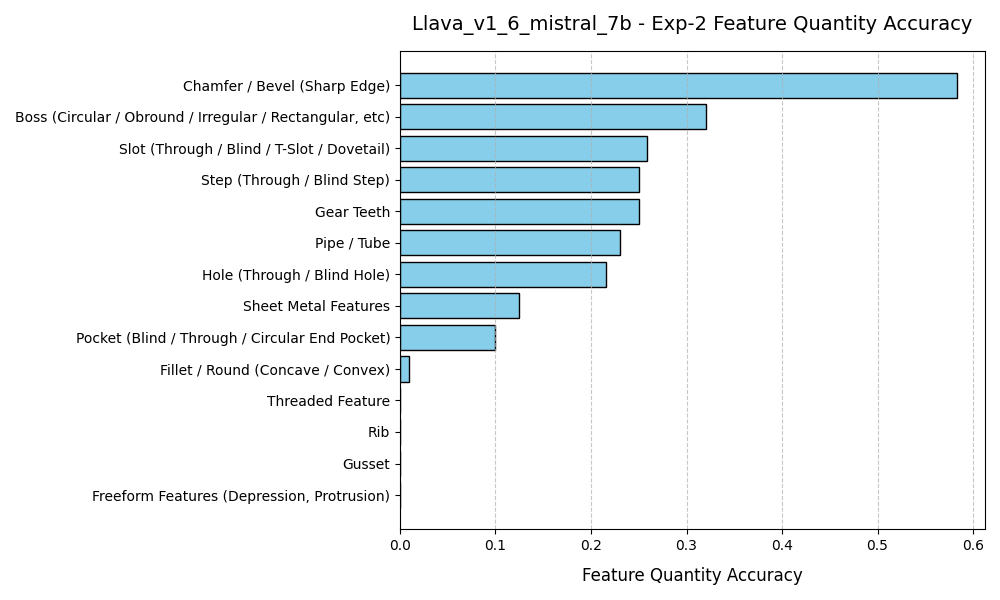 Llava_v1_6_mistral_7b - Exp-2 Feature Quantity Accuracy
Chamfer / Bevel (Sharp Edge)
Boss (Circular / Obround / Irregular / Rectangular, etc)
Slot (Through / Blind / T-Slot / Dovetail)
Step (Through / Blind Step)
Gear Teeth
Pipe / Tube
Hole (Through / Blind Hole)
Sheet Metal Features
Pocket (Blind / Through / Circular End Pocket)
Fillet / Round (Concave / Convex)
Threaded Feature
Rib
Gusset
Freeform Features (Depression, Protrusion)
0.0 0.1 0.2 0.3 0.4 0.5 0.6
Feature Quantity Accuracy